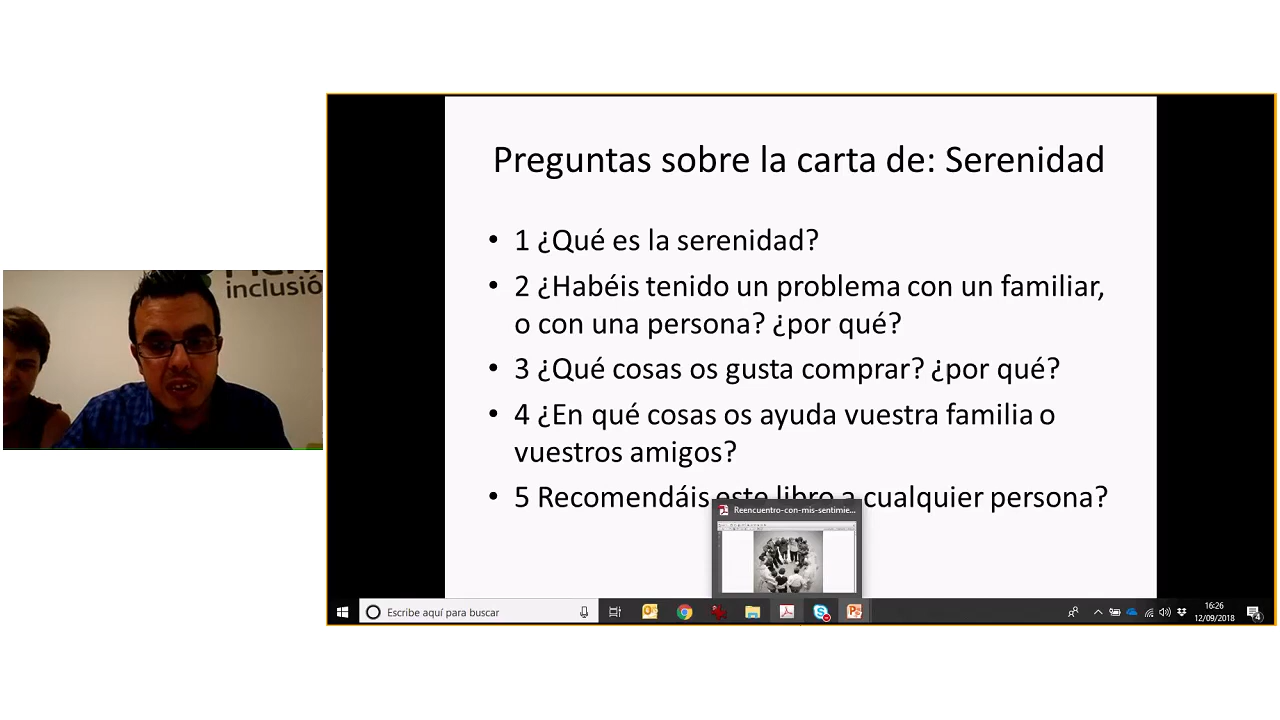 inclusió
Preguntas sobre la carta de: Serenidad
• 1 ¿Qué es la serenidad?
• 2 ¿Habéis tenido un problema con un familiar,
o con una persona? ¿por qué?
• 3 ¿Qué cosas os gusta comprar? ¿por qué?
• 4 ¿En qué cosas os ayuda vuestra familia o
vuestros amigos?
• 5 Recomendáis este libro a cualquier persona?
Reencuentro-con-mis-sentimie...
Escribe aquí para buscar
16:26
12/09/2018
4